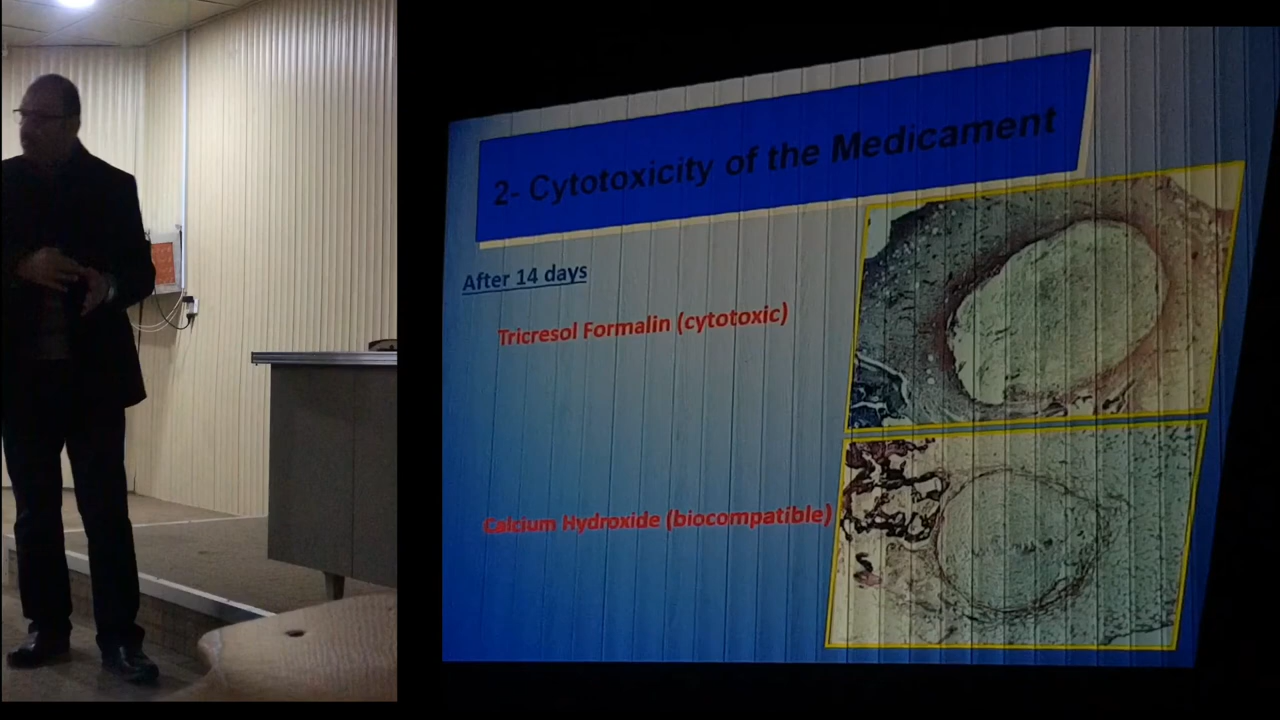 2- Cytotoxicity of the Medicament
After 14 days
Tricresol Formalin (cytotoxic)
Calcium Hydroxide (biocompatible)